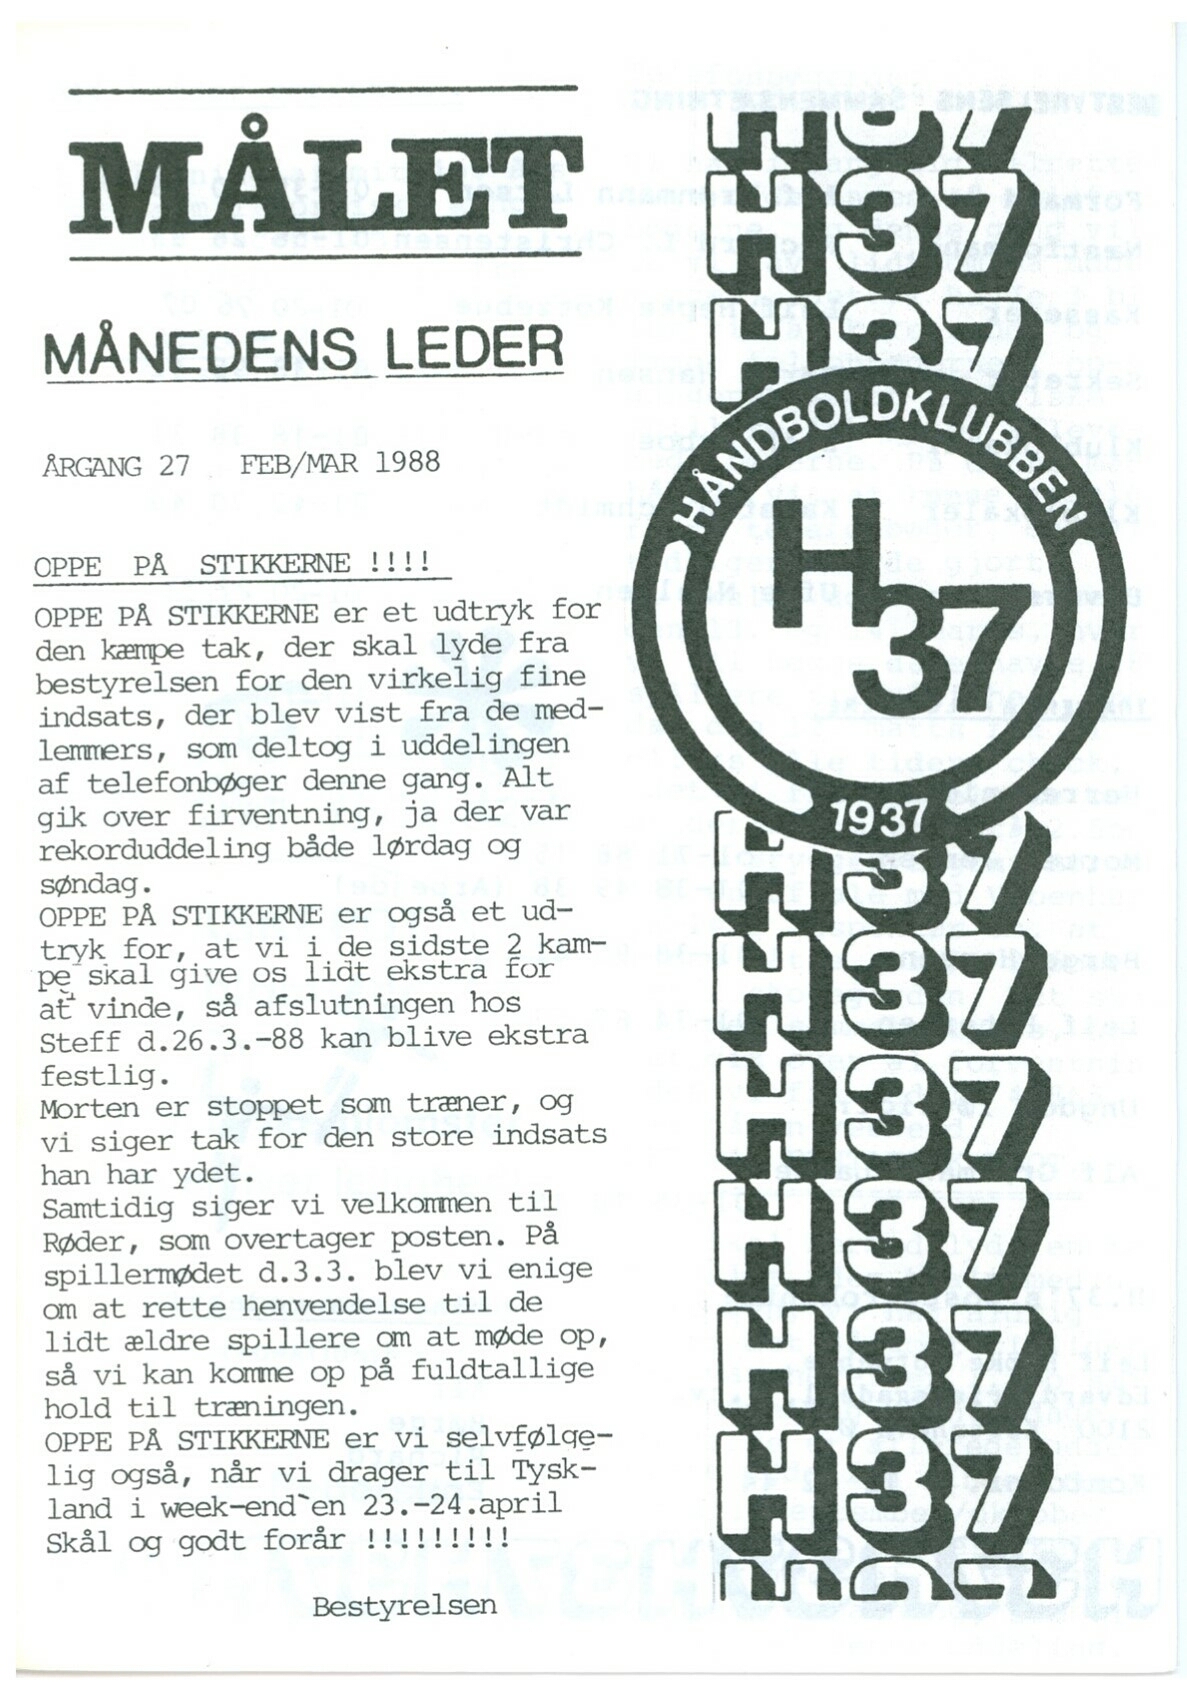 MÅLET
MÅNEDENS LEDER
ÅRGANG 27 FEB/MAR 1988
OPPE PÅ STIKKERNE !!!!
OPPE PÅ STIKKERNE er et udtryk for
den kæmpe tak, der skal lyde fra
bestyrelsen for den virkelig fine
indsats, der blev vist fra de med-
lemmers, som deltog i uddelingen
af telefonbøger denne gang. Alt
gik over firventning, ja der var
rekorduddeling både lørdag og
søndag.
OPPE PÅ STIKKERNE er også et ud-
tryk for, at vi i de sidste 2 kam-
pe skal give os lidt ekstra for
at vinde, så afslutningen hos
Steff d.26.3.-88 kan blive ekstra
festlig.
Morten er stoppet som træner, og
vi siger tak for den store indsats
han har ydet.
Samtidig siger vi velkommen til
Røder, som overtager posten. På
spillermødet d.3.3. blev vi enige
om at rette henvendelse til de
lidt ældre spillere om at møde op,
så vi kan komme op på fuldtallige
hold til træningen.
OPPE PÅ STIKKERNE er vi selvfølge-
lig også, når vi drager til Tysk-
land i week-end`en 23.-24.april
Skål og godt forår !!!!!!!!!
Bestyrelsen
H37
H37
H37
HÅNDBOLDKLUBBEN
H
37
1937
H37
H37
H37
H37
H37
H37
H37